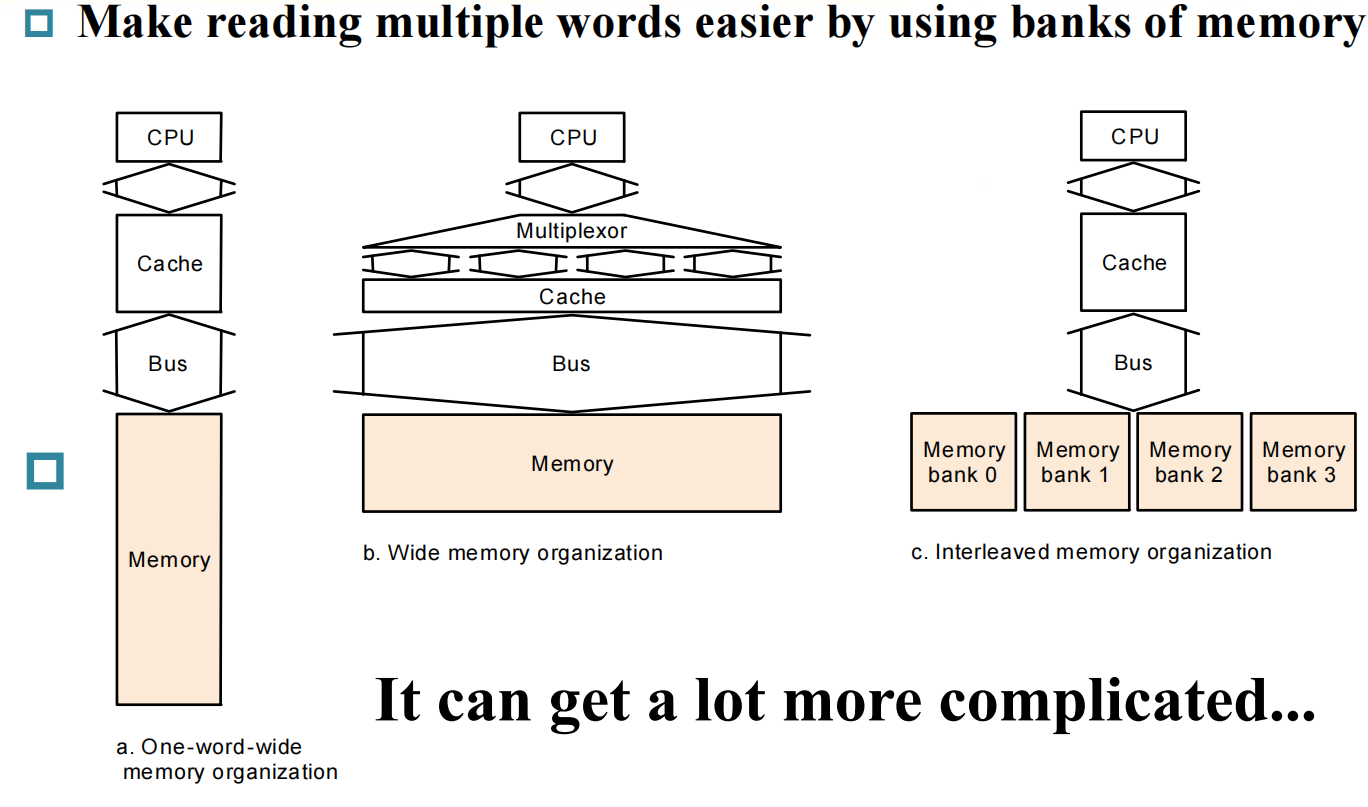 Make reading multiple words easier by using banks of memory
CPU
Cache
Bus
Memory
a. One-word-wide
memory organization
CPU
Multiplexor
Cache
Bus
Memory
b. Wide memory organization
CPU
Cache
Bus
Memory
bank 0
Memory
bank 1
Memory
bank 2
Memory
bank 3
c. Interleaved memory organization
It can get a lot more complicated...